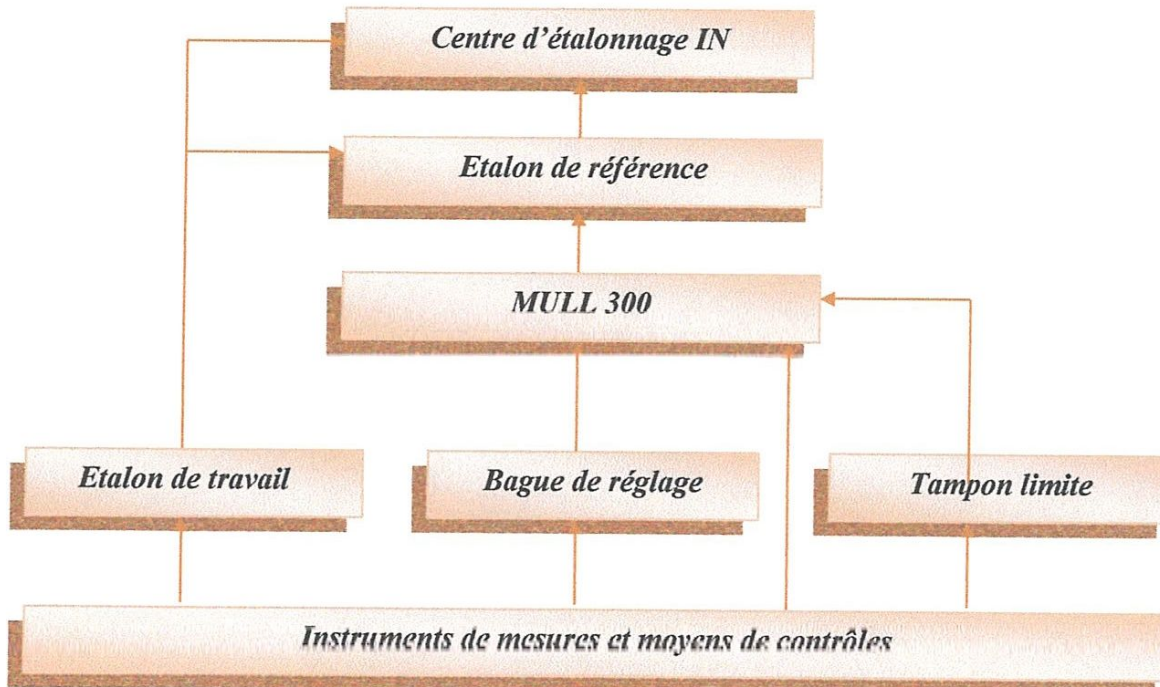 Centre d'étalonnage IN
Etalon de référence
MULL 300
Etalon de travail
Bague de réglage
Tampon limite
Instruments de mesures et moyens de contrôles